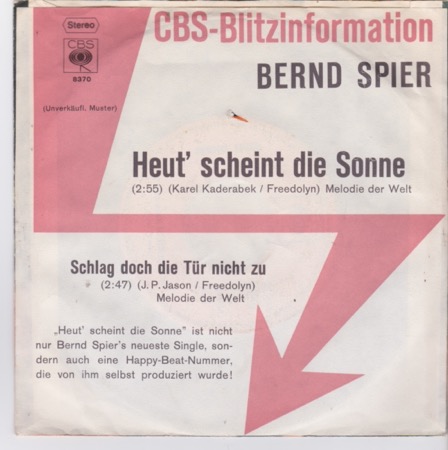 Stereo
CBS-Blitzinformation
CBS
8370
BERND SPIER
(Unverkäufl. Muster)
Heut' scheint die Sonne
(2:55) (Karel Kaderabek / Freedolyn) Melodie der Welt
Schlag doch die Tür nicht zu
(2:47) (J. P. Jason / Freedolyn)
Melodie der Welt
„Heut' scheint die Sonne" ist nicht
nur Bernd Spier's neueste Single, son-
dern auch eine Happy-Beat-Nummer,
die von ihm selbst produziert wurde!